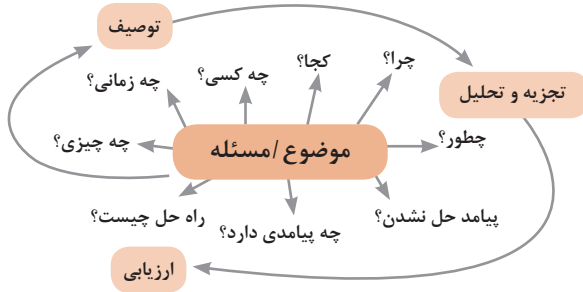 توصیف
چرا؟
کجا؟
چه کسی؟
چه زمانی؟
تجزیه و تحلیل
چطور؟
موضوع/مسئله
چه چیزی؟
پیامد حل نشدن؟
چه پیامدی دارد؟
راه حل چیست؟
ارزیابی